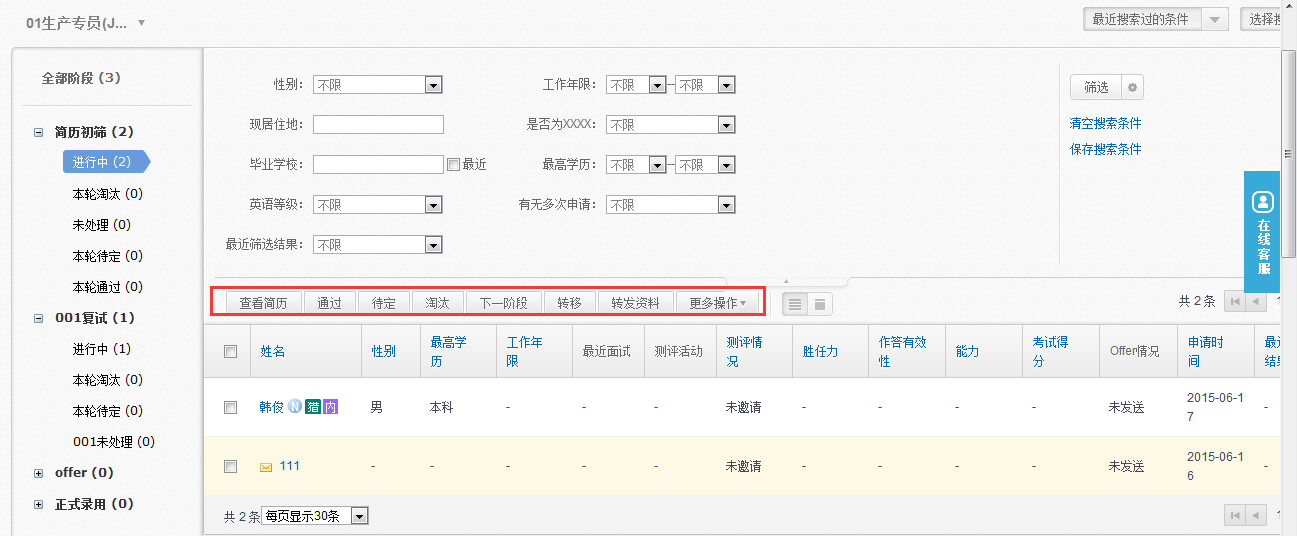 01生产专员(J...
最近搜索过的条件
全部阶段 (3)
简历初筛 (2)
进行中 (2)
本轮淘汰 (0)
未处理 (0)
本轮待定 (0)
本轮通过 (0)
001复试 (1)
进行中 (1)
本轮淘汰 (0)
本轮待定 (0)
001未处理 (0)
offer (0)
正式录用 (0)
性别: 不限 工作年限: 不限 -- 不限
现居住地: 是否为XXXX: 不限
毕业学校: 最近 最高学历: 不限 -- 不限
英语等级: 不限 有无多次申请: 不限
最近筛选结果: 不限
筛选
清空搜索条件
保存搜索条件
在线客服
查看简历 通过 待定 淘汰 下一阶段 转移 转发资料 更多操作
共 2 条
姓名 性别 最高学历 工作年限 最近面试 测评活动 测评情况 胜任力 作答有效性 能力 考试得分 Offer情况 申请时间
韩俊 N 猎 内 男 本科 - - - 未邀请 - - - - 未发送 2015-06-17 -
111 - - - - - 未邀请 - - - - 未发送 2015-06-16 -
共 2 条 每页显示30条